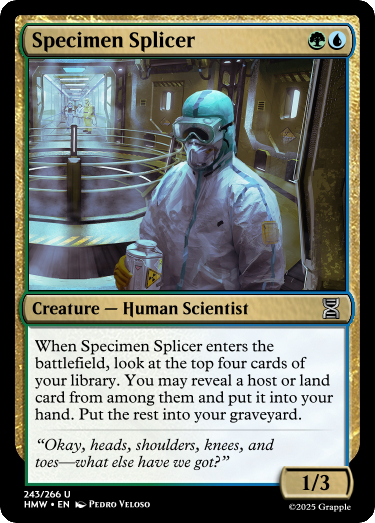 Specimen Splicer
Creature — Human Scientist
When Specimen Splicer enters the
battlefield, look at the top four cards of
your library. You may reveal a host or land
card from among them and put it into your
hand. Put the rest into your graveyard.
“Okay, heads, shoulders, knees, and
toes—what else have we got?”
1/3
243/266 U
HMW • EN Pedro Veloso
©2025 Grapple